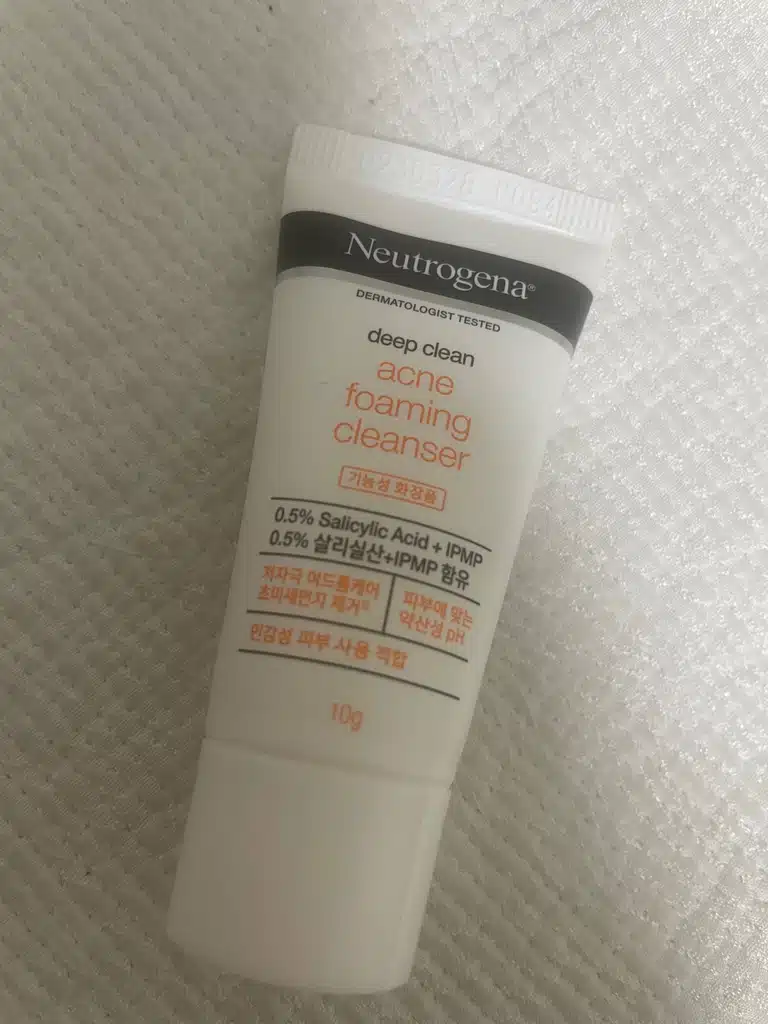 Neutrogena®
DERMATOLOGIST TESTED
deep clean
acne
foaming
cleanser
기능성 화장품
0.5% Salicylic Acid + IPMP
0.5% 살리실산+IPMP 함유
저자극 여드름케어
초미세먼지 제거
피부에 맞는
약산성 pH
민감성 피부 사용 적합
10g